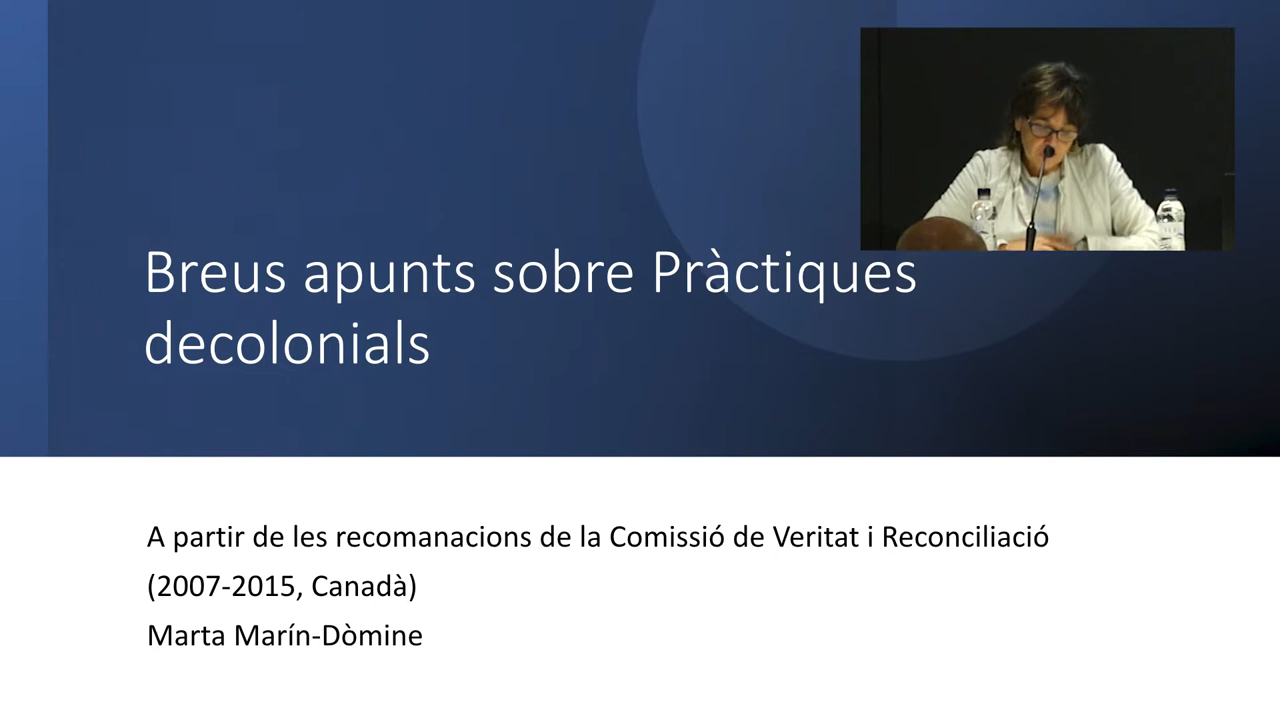 Breus apunts sobre Pràctiques
decolonials
A partir de les recomanacions de la Comissió de Veritat i Reconciliació
(2007-2015, Canadà)
Marta Marín-Dòmine